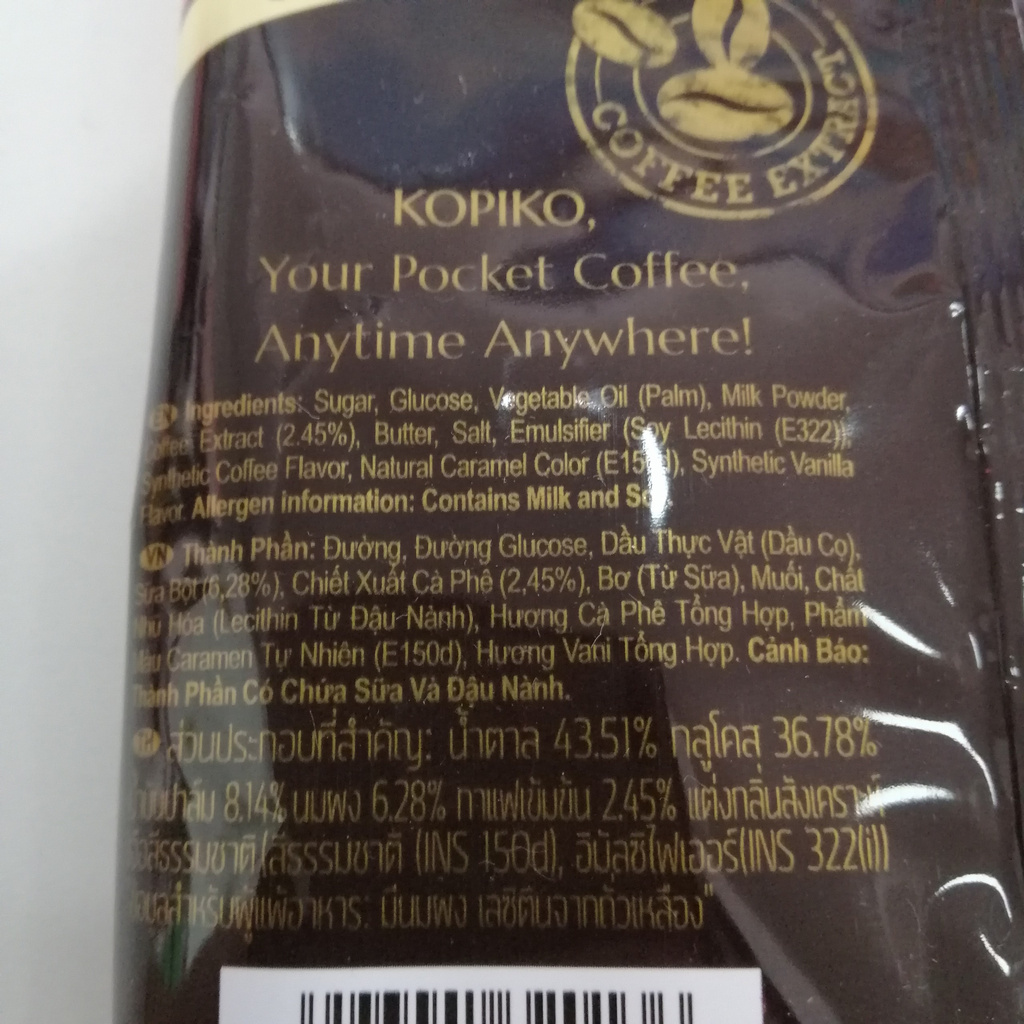 COFFEE EXTRACT
KOPIKO,
Your Pocket Coffee,
Anytime Anywhere!
Ingredients: Sugar, Glucose, Vegetable Oil (Palm), Milk Powder,
Extract (2.45%), Butter, Salt, Emulsifier (Soy Lecithin (E322)),
Synthetic Coffee Flavor, Natural Caramel Color (E150d), Synthetic Vanilla
Flavor. Allergen information: Contains Milk and
VN Thành Phần: Đường, Đường Glucose, Dầu Thực Vật (Dầu Cọ),
Sữa Bột (6,28%), Chiết Xuất Cà Phê (2,45%), Bơ (Từ Sữa), Muối, Chất
Nhũ Hóa (Lecithin Từ Đậu Nành), Hương Cà Phê Tổng Hợp, Phẩm
Màu Caramen Tự Nhiên (E150d), Hương Vani Tổng Hợp. Cảnh Báo:
Thành Phần Có Chứa Sữa Và Đậu Nành.
ส่วนประกอบที่สำคัญ: น้ำตาล 43.51% กลูโคส 36.78%
8.14% นมผง 6.28% กาแฟเข้มข้น 2.45% แต่งกลิ่นสังเคราะห์
(สีธรรมชาติ (INS 150d), อิมัลซิไฟเออร์(INS 322(i))
ข้อมูลสำหรับผู้แพ้อาหาร: มีนมผง เลซิตินจากถั่วเหลือง"